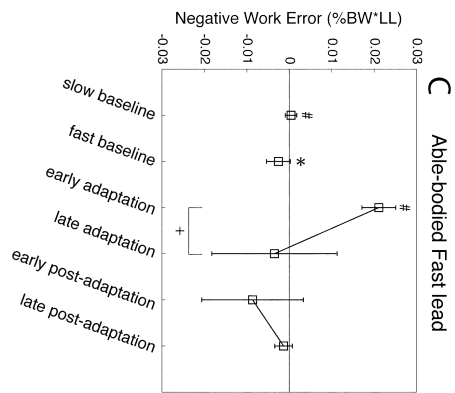 Negative Work Error (%BW*LL)
-0.03
-0.02
-0.01
0
0.01
0.02
0.03
C
Able-bodied Fast lead
slow baseline
#
fast baseline
*
early adaptation
#
+
late adaptation
early post-adaptation
late post-adaptation